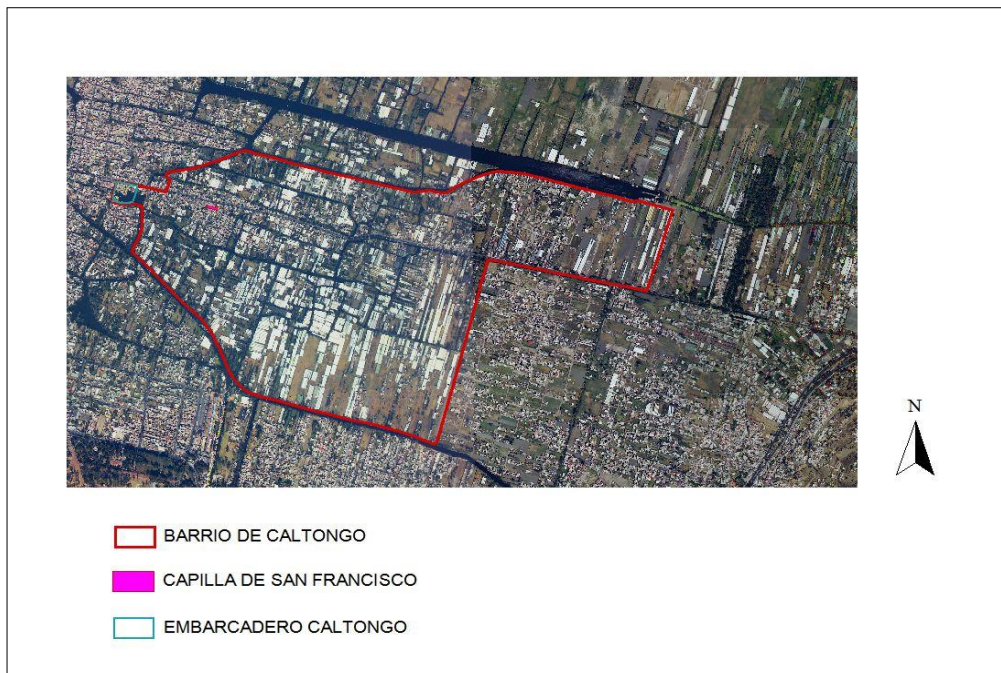 N
BARRIO DE CALTONGO
CAPILLA DE SAN FRANCISCO
EMBARCADERO CALTONGO